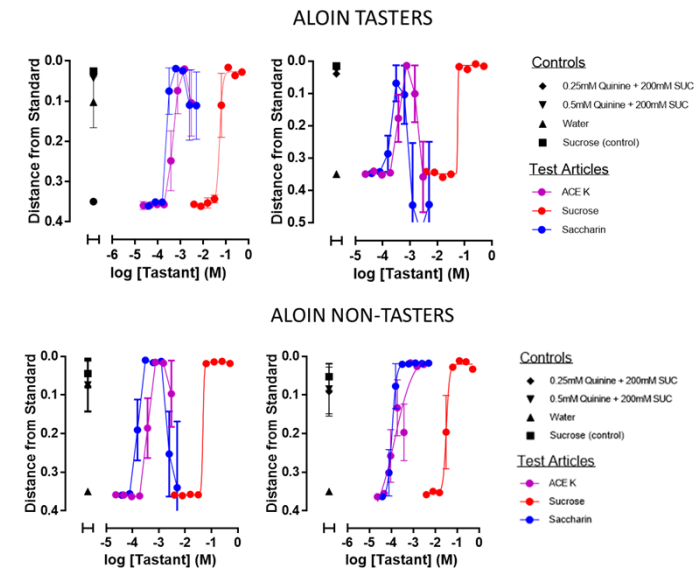 ALOIN TASTERS
Distance from Standard
0.0
0.1
0.2
0.3
0.4
-6 -5 -4 -3 -2 -1 0
log [Tastant] (M)
Distance from Standard
0.0
0.1
0.2
0.3
0.4
0.5
-6 -5 -4 -3 -2 -1 0
log [Tastant] (M)
Controls
0.25mM Quinine + 200mM SUC
0.5mM Quinine + 200mM SUC
Water
Sucrose (control)
Test Articles
ACE K
Sucrose
Saccharin
ALOIN NON-TASTERS
Distance from Standard
0.0
0.1
0.2
0.3
0.4
-5 -4 -3 -2 -1 0
log [Tastant] (M)
Distance from Standard
0.0
0.1
0.2
0.3
0.4
-6 -5 -4 -3 -2 -1 0
log [Tastant] (M)
Controls
0.25mM Quinine + 200mM SUC
0.5mM Quinine + 200mM SUC
Water
Sucrose (control)
Test Articles
ACE K
Sucrose
Saccharin